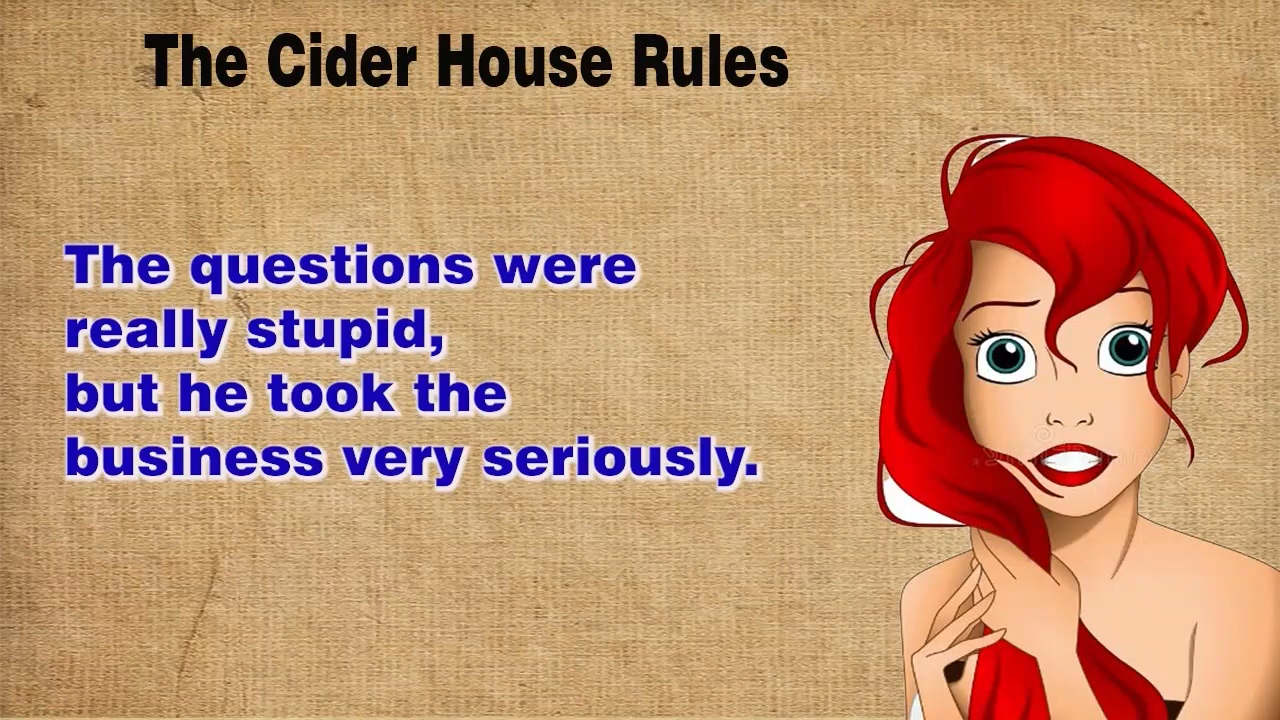 The Cider House Rules
The questions were
really stupid,
but he took the
business very seriously.